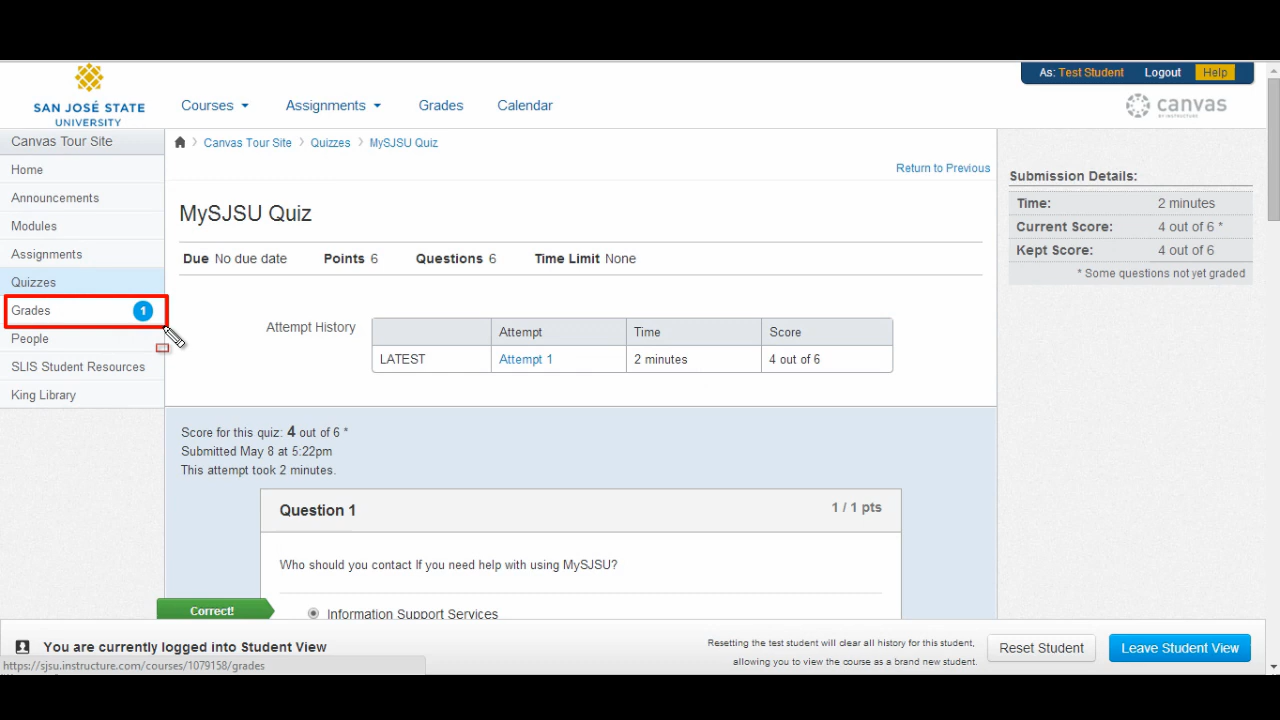 As: Test Student Logout Help
SAN JOSÉ STATE
UNIVERSITY
Courses Assignments Grades Calendar
canvas
BY INSTRUCTURE
Canvas Tour Site
Home
Announcements
Modules
Assignments
Quizzes
Grades 1
People
SLIS Student Resources
King Library
Canvas Tour Site Quizzes MySJSU Quiz
Return to Previous
MySJSU Quiz
Due No due date Points 6 Questions 6 Time Limit None
Attempt History
Attempt Time Score
LATEST Attempt 1 2 minutes 4 out of 6
Score for this quiz: 4 out of 6 *
Submitted May 8 at 5:22pm
This attempt took 2 minutes.
Question 1 1 / 1 pts
Who should you contact If you need help with using MySJSU?
Correct!
Information Support Services
Submission Details:
Time: 2 minutes
Current Score: 4 out of 6 *
Kept Score: 4 out of 6
* Some questions not yet graded
You are currently logged into Student View
Resetting the test student will clear all history for this student,
allowing you to view the course as a brand new student.
Reset Student
Leave Student View
https://sjsu.instructure.com/courses/1079158/grades